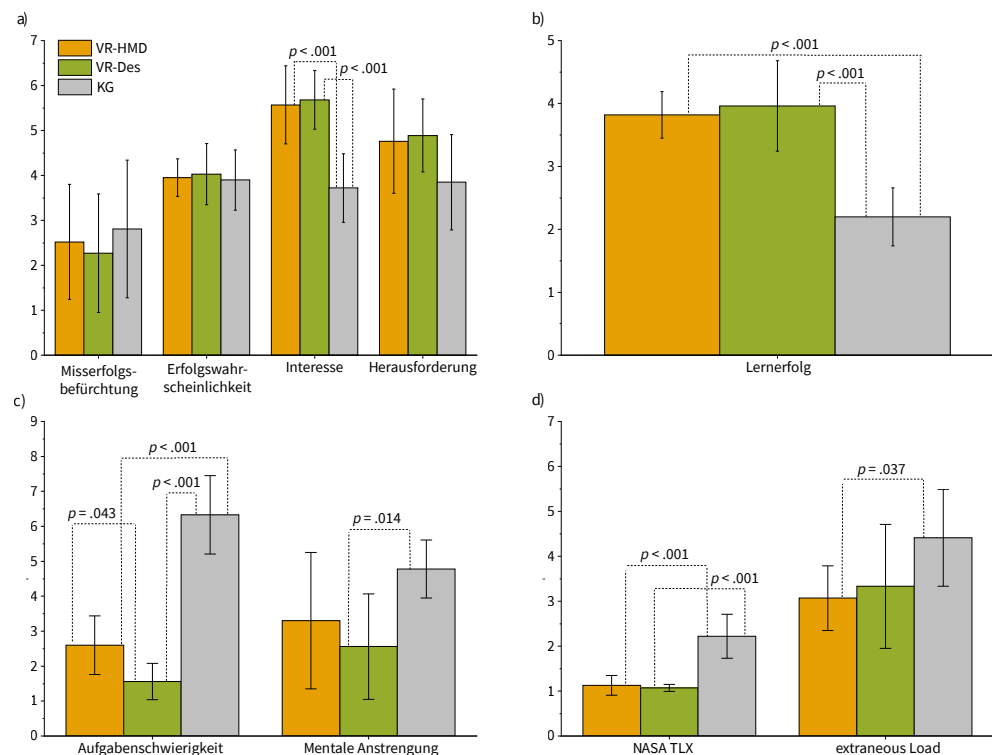 a)
7
6
5
4
3
2
1
0
VR-HMD
VR-Des
KG
p < .001
p < .001
Misserfolgs-
befürchtung
Erfolgswahr-
scheinlichkeit
Interesse
Herausforderung
b)
5
4
3
2
1
0
p < .001
p < .001
Lernerfolg
c)
9
8
7
6
5
4
3
2
1
0
p < .001
p < .001
p = .043
p = .014
Aufgabenschwierigkeit
Mentale Anstrengung
d)
7
6
5
4
3
2
1
0
p = .037
p < .001
p < .001
NASA TLX
extraneous Load